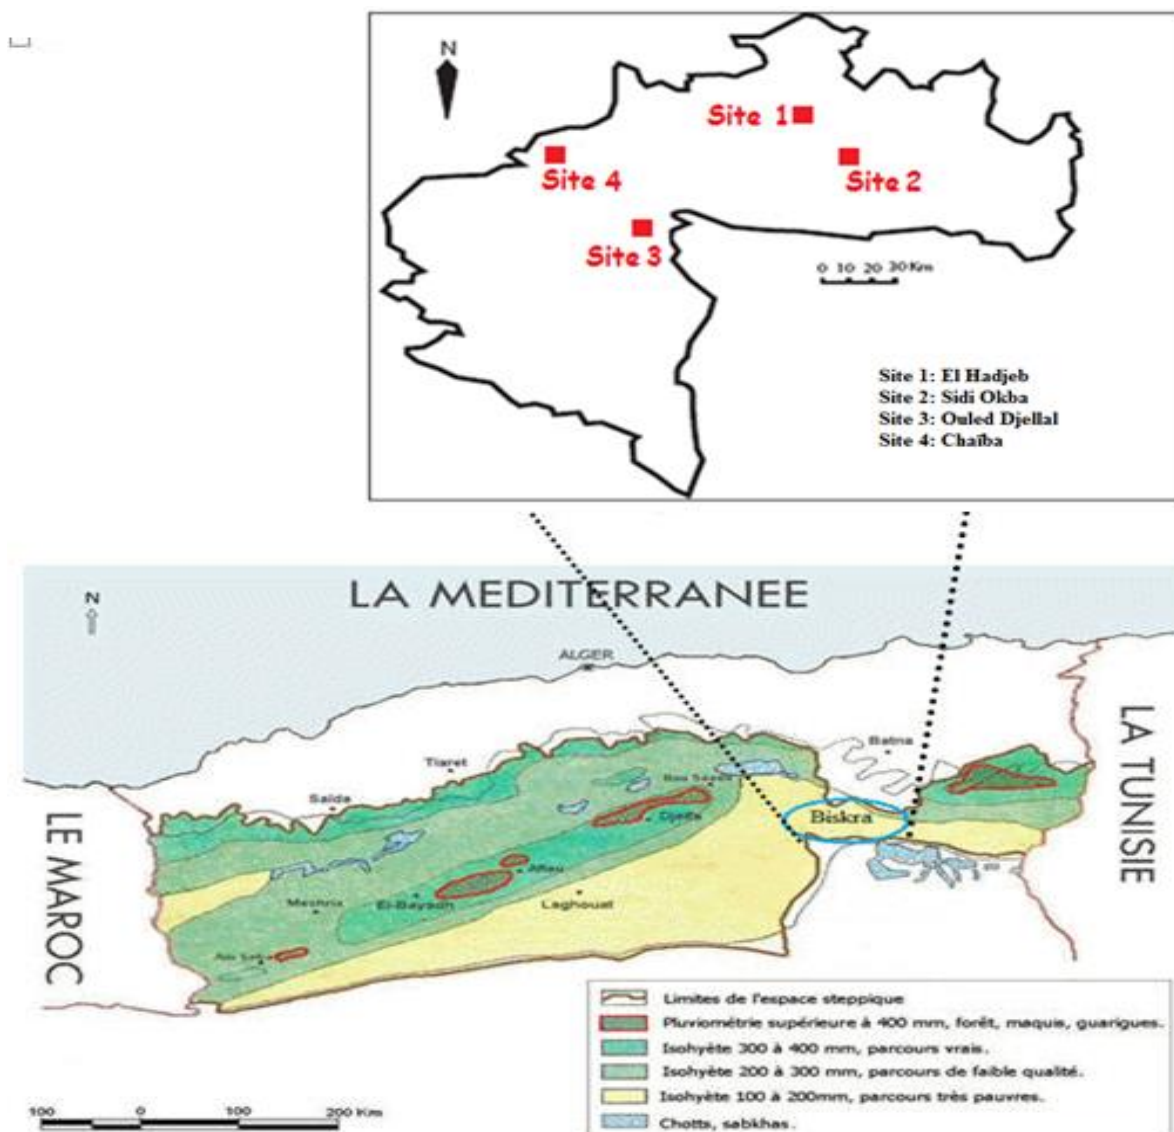 N
Site 1
Site 2
Site 4
Site 3
0 10 20 30 Km
Site 1: El Hadjeb
Site 2: Sidi Okba
Site 3: Ouled Djellal
Site 4: Chaïba
LA MEDITERRANEE
N
ALGER
LE MAROC
LA TUNISIE
Tiaret
Batna
Saïda
Bou Saada
Djelfa
Biskra
Aflou
Mechria
El-Bayadh
Laghouat
Limites de l'espace steppique
Pluviométrie supérieure à 400 mm, forêt, maquis, guarigues.
Isohyète 300 à 400 mm, parcours vrais.
Isohyète 200 à 300 mm, parcours de faible qualité.
Isohyète 100 à 200mm, parcours très pauvres.
Chotts, sabkhas.
100 0 100 200 Km